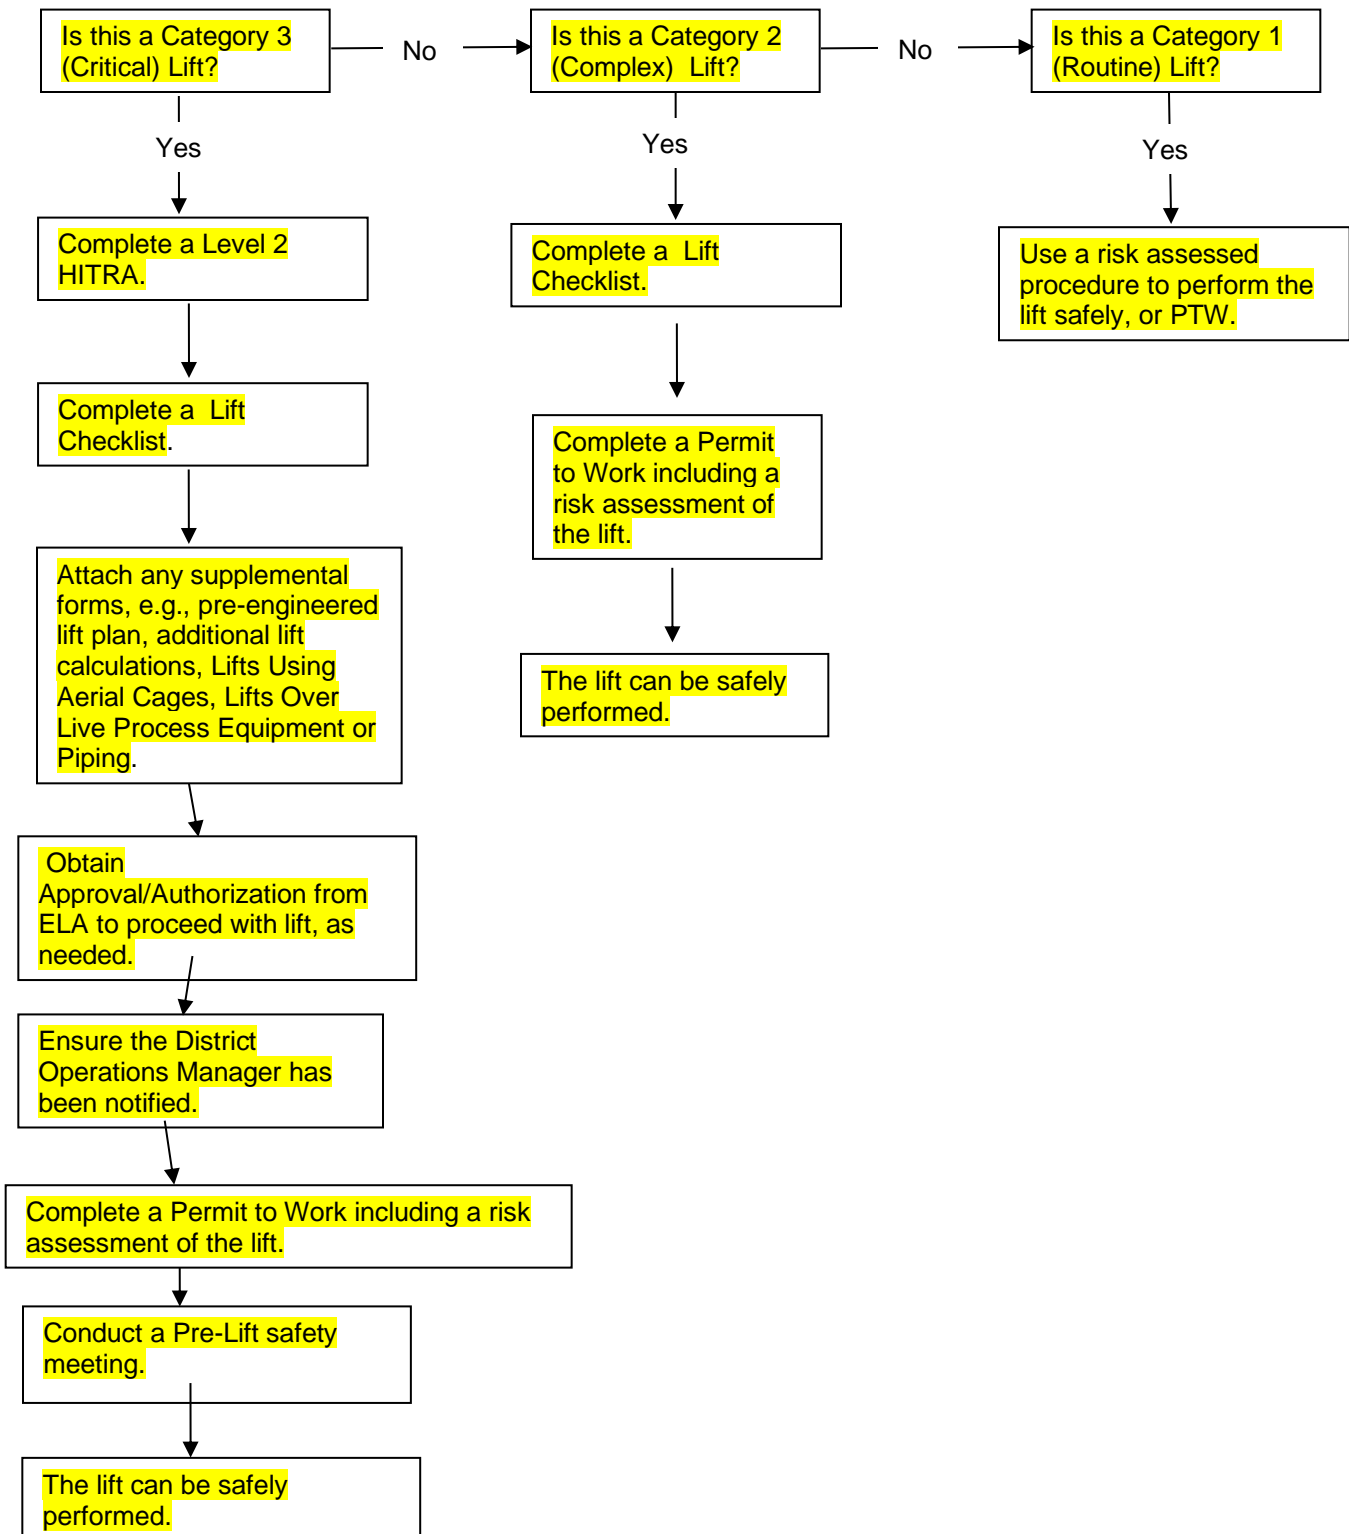 Is this a Category 3
(Critical) Lift?
No
Is this a Category 2
(Complex)  Lift?
No
Is this a Category 1
(Routine) Lift?
Yes
Yes
Yes
Complete a Level 2
HITRA.
Complete a  Lift
Checklist.
Use a risk assessed
procedure to perform the
lift safely, or PTW.
Complete a  Lift
Checklist.
Complete a Permit
to Work including a
risk assessment of
the lift.
Attach any supplemental
forms, e.g., pre-engineered
lift plan, additional lift
calculations, Lifts Using
Aerial Cages, Lifts Over
Live Process Equipment or
Piping.
The lift can be safely
performed.
Obtain
Approval/Authorization from
ELA to proceed with lift, as
needed.
Ensure the District
Operations Manager has
been notified.
Complete a Permit to Work including a risk
assessment of the lift.
Conduct a Pre-Lift safety
meeting.
The lift can be safely
performed.